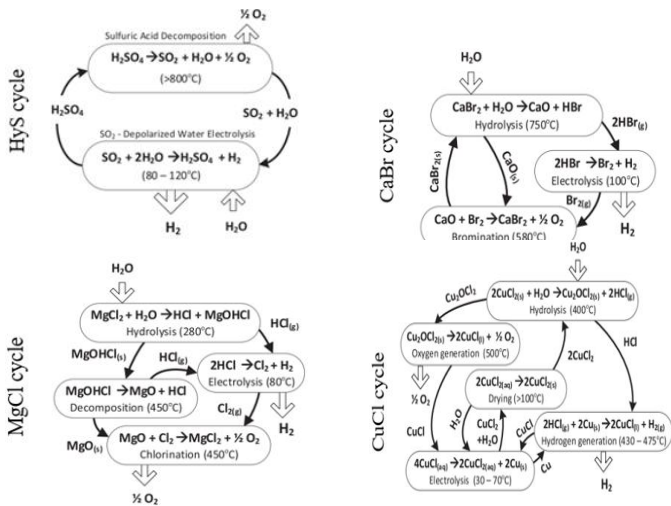 HyS cycle
½ O₂
Sulfuric Acid Decomposition
H₂SO₄ →SO₂ + H₂O + ½ O₂
(>800°C)
H₂SO₄
SO₂ + H₂O
SO₂ - Depolarized Water Electrolysis
SO₂ + 2H₂O →H₂SO₄ + H₂
(80 – 120°C)
H₂
H₂O
CaBr cycle
H₂O
CaBr₂ + H₂O →CaO + HBr
Hydrolysis (750°C)
2HBr(g)
CaBr₂(s)
CaO(s)
2HBr →Br₂ + H₂
Electrolysis (100°C)
Br₂(g)
H₂
CaO + Br₂ →CaBr₂ + ½ O₂
Bromination (580°C)
MgCl cycle
H₂O
MgCl₂ + H₂O →HCl + MgOHCl
Hydrolysis (280°C)
HCl(g)
MgOHCl(s)
HCl(g)
2HCl →Cl₂ + H₂
Electrolysis (80°C)
MgOHCl →MgO + HCl
Decomposition (450°C)
Cl₂(g)
H₂
MgO(s)
MgO + Cl₂ →MgCl₂ + ½ O₂
Chlorination (450°C)
½ O₂
CuCl cycle
H₂O
2CuCl₂(s) + H₂O →Cu₂OCl₂(s) + 2HCl(g)
Hydrolysis (400°C)
Cu₂OCl₂
Cu₂OCl₂(s) →2CuCl(l) + ½ O₂
Oxygen generation (500°C)
½ O₂
2CuCl₂
HCl
2CuCl₂(aq) →2CuCl₂(s)
Drying (>100°C)
CuCl
H₂O
CuCl₂
+H₂O
CuCl
2HCl(g) + 2Cu(s) →2CuCl(l) + H₂(g)
Hydrogen generation (430 – 475°C)
Cu
4CuCl(aq) →2CuCl₂(aq) + 2Cu(s)
Electrolysis (30 – 70°C)
H₂